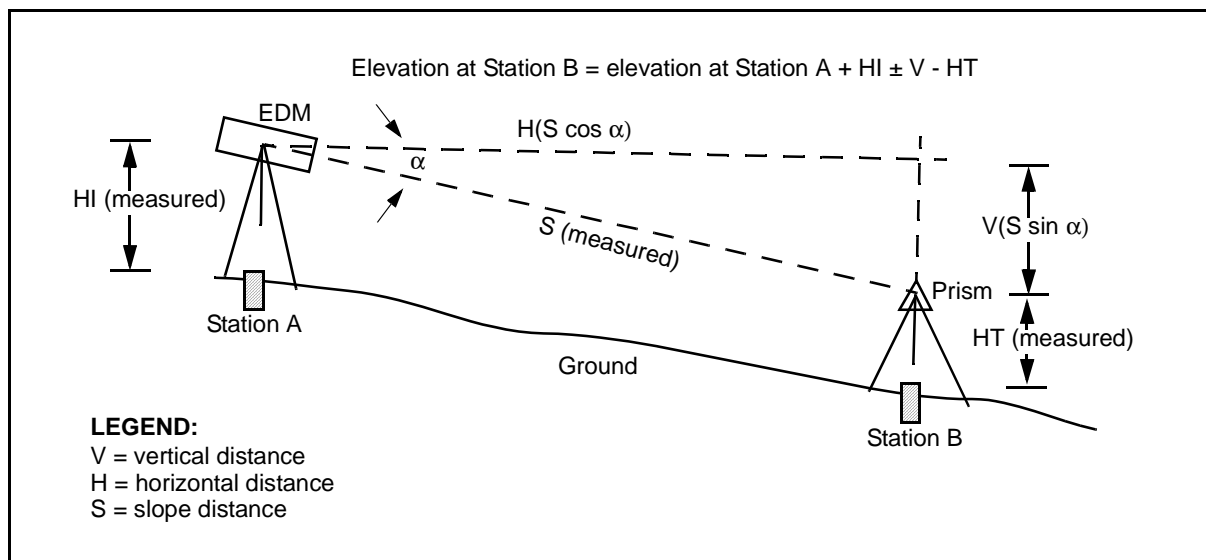 Elevation at Station B = elevation at Station A + HI ± V - HT
EDM
H(S cos α)
α
HI (measured)
S (measured)
V(S sin α)
Prism
Station A
HT (measured)
Ground
Station B
LEGEND:
V = vertical distance
H = horizontal distance
S = slope distance